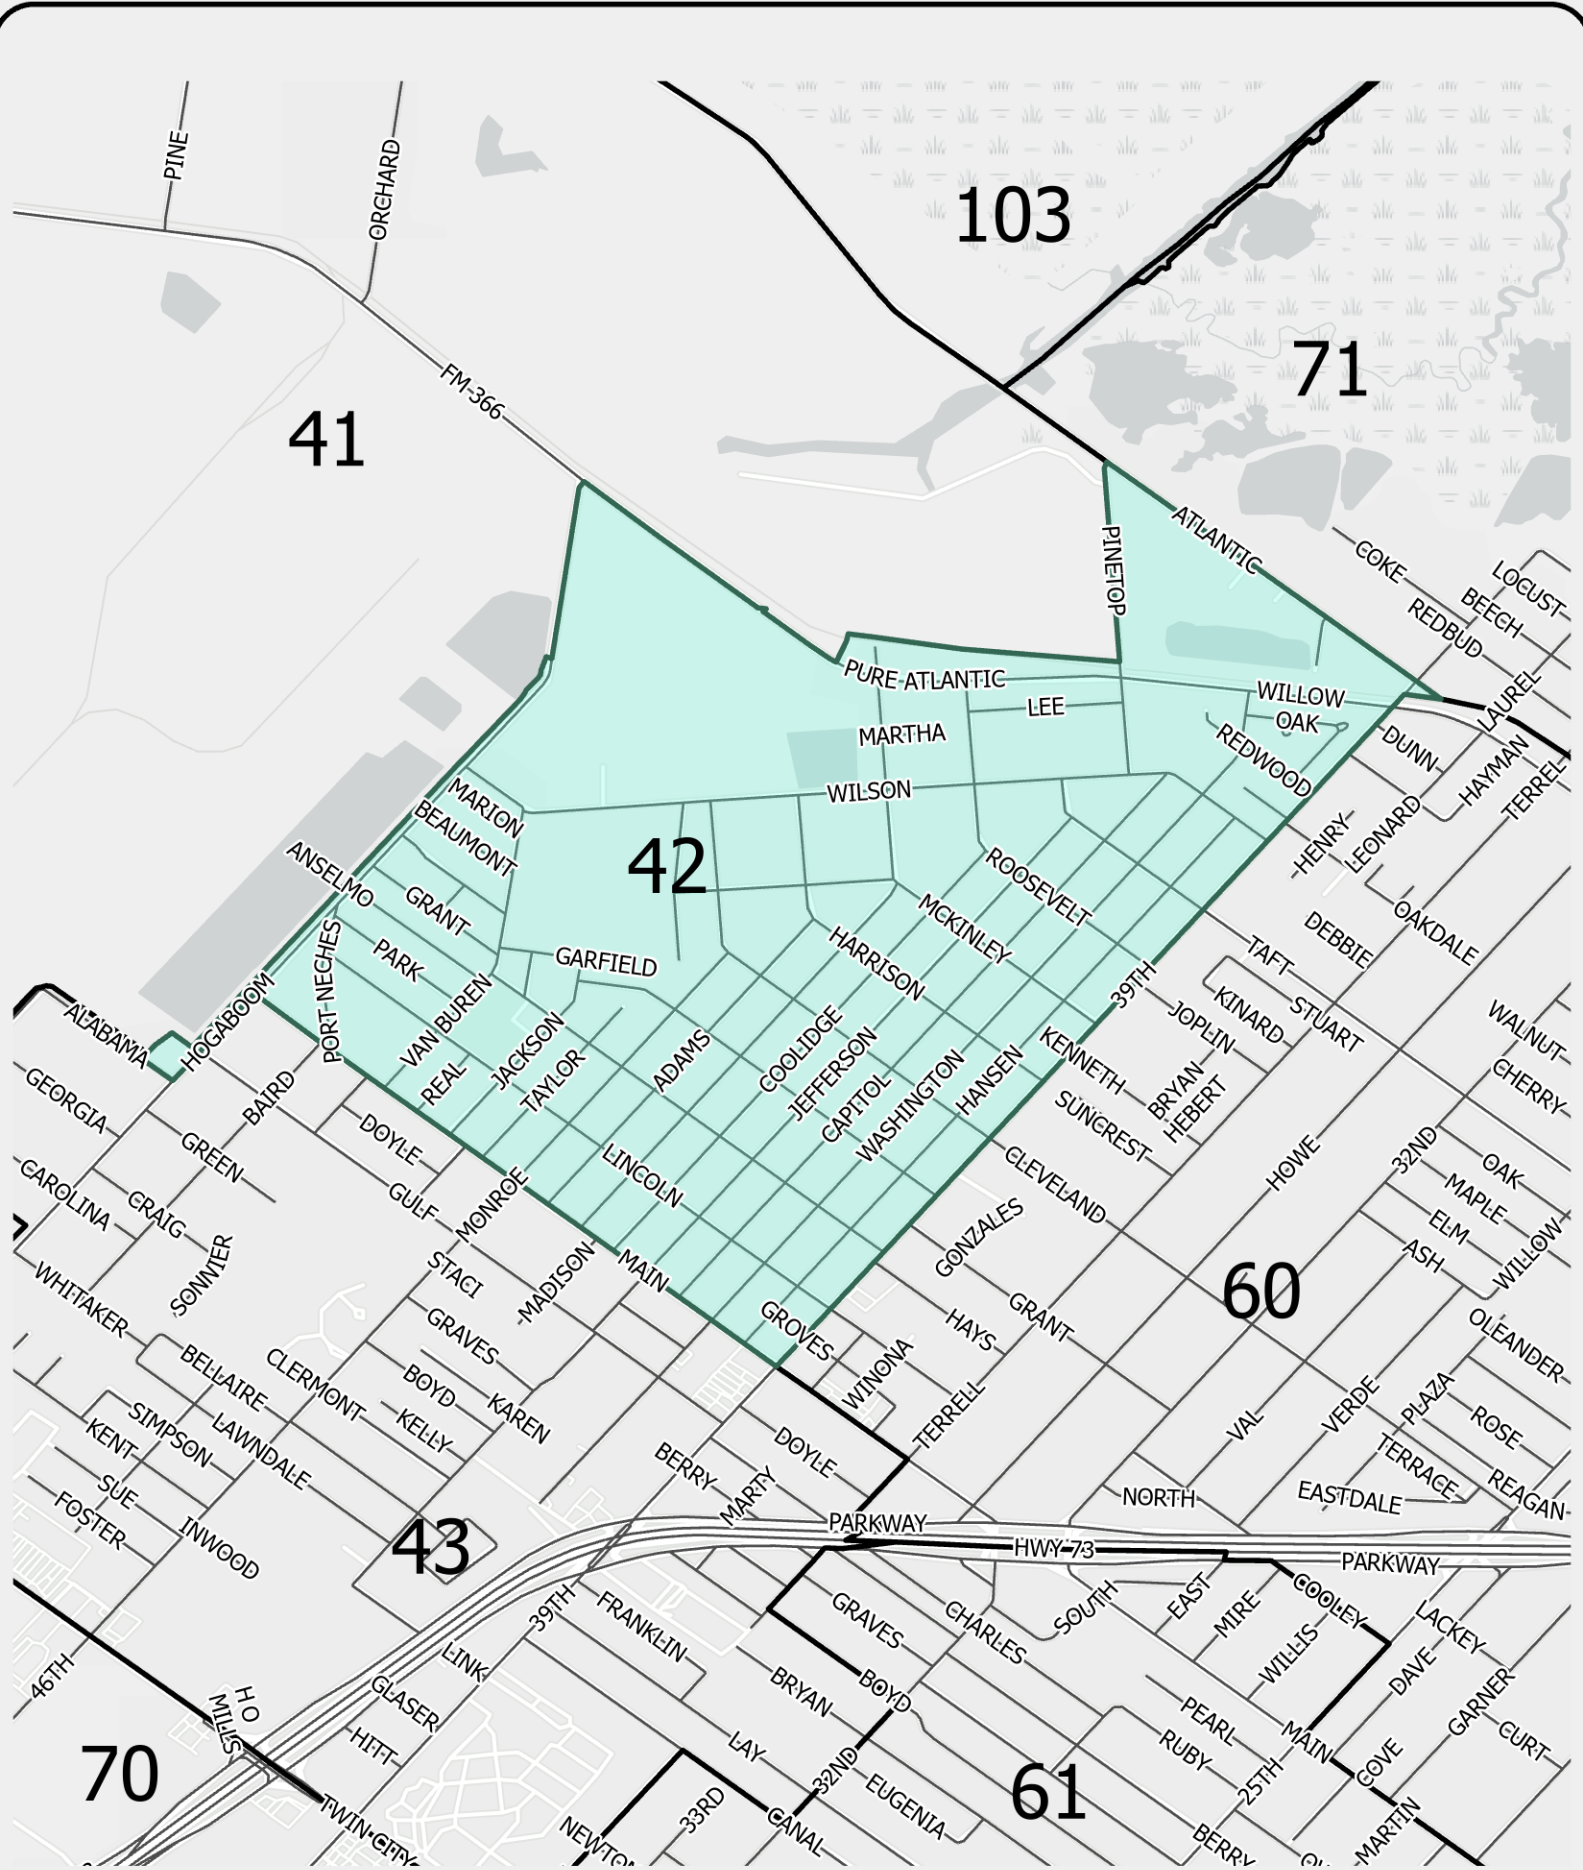 PINE
ORCHARD
103
71
FM 366
41
ATLANTIC
PINETOP
COKE
LOCUST
BEECH
REDBUD
PURE ATLANTIC
LEE
WILLOW
OAK
LAUREL
MARTHA
REDWOOD
DUNN
HAYMAN
TERREL
WILSON
MARION
BEAUMONT
42
HENRY
LEONARD
ANSELMO
GRANT
ROOSEVELT
MCKINLEY
OAKDALE
DEBBIE
PARK
GARFIELD
HARRISON
TAFT
39TH
PORT NECHES
VAN BUREN
HOGABOOM
ALABAMA
JACKSON
TAYLOR
REAL
ADAMS
COOLIDGE
JEFFERSON
CAPITOL
WASHINGTON
HANSEN
KENNETH
JOPLIN
KINARD
STUART
WALNUT
CHERRY
BRYAN
HEBERT
SUNCREST
GEORGIA
BAIRD
GREEN
DOYLE
LINCOLN
CLEVELAND
HOWE
32ND
OAK
MAPLE
ELM
ASH
WILLOW
CAROLINA
CRAIG
GULF
MONROE
SONNIER
STACI
MADISON
MAIN
GROVES
GONZALES
60
WHITAKER
GRAVES
HAYS
GRANT
OLEANDER
BELLAIRE
CLERMONT
BOYD
KAREN
WINONA
TERRELL
VAL
VERDE
PLAZA
ROSE
SIMPSON
LAWNDALE
KELLY
KENT
SUE
FOSTER
INWOOD
BERRY
DOYLE
MARTY
TERRACE
REAGAN
NORTH
EASTDALE
43
PARKWAY
HWY 73
PARKWAY
39TH
FRANKLIN
GRAVES
CHARLES
SOUTH
EAST
MIRE
WILLIS
COOLEY
LACKEY
DAVE
GARNER
46TH
H O
MILLS
LINK
GLASER
HITT
BRYAN
BOYD
PEARL
RUBY
MAIN
CURT
70
LAY
32ND
61
25TH
COVE
MARTIN
TWIN CITY
33RD
EUGENIA
CANAL
NEWTON
BERRY